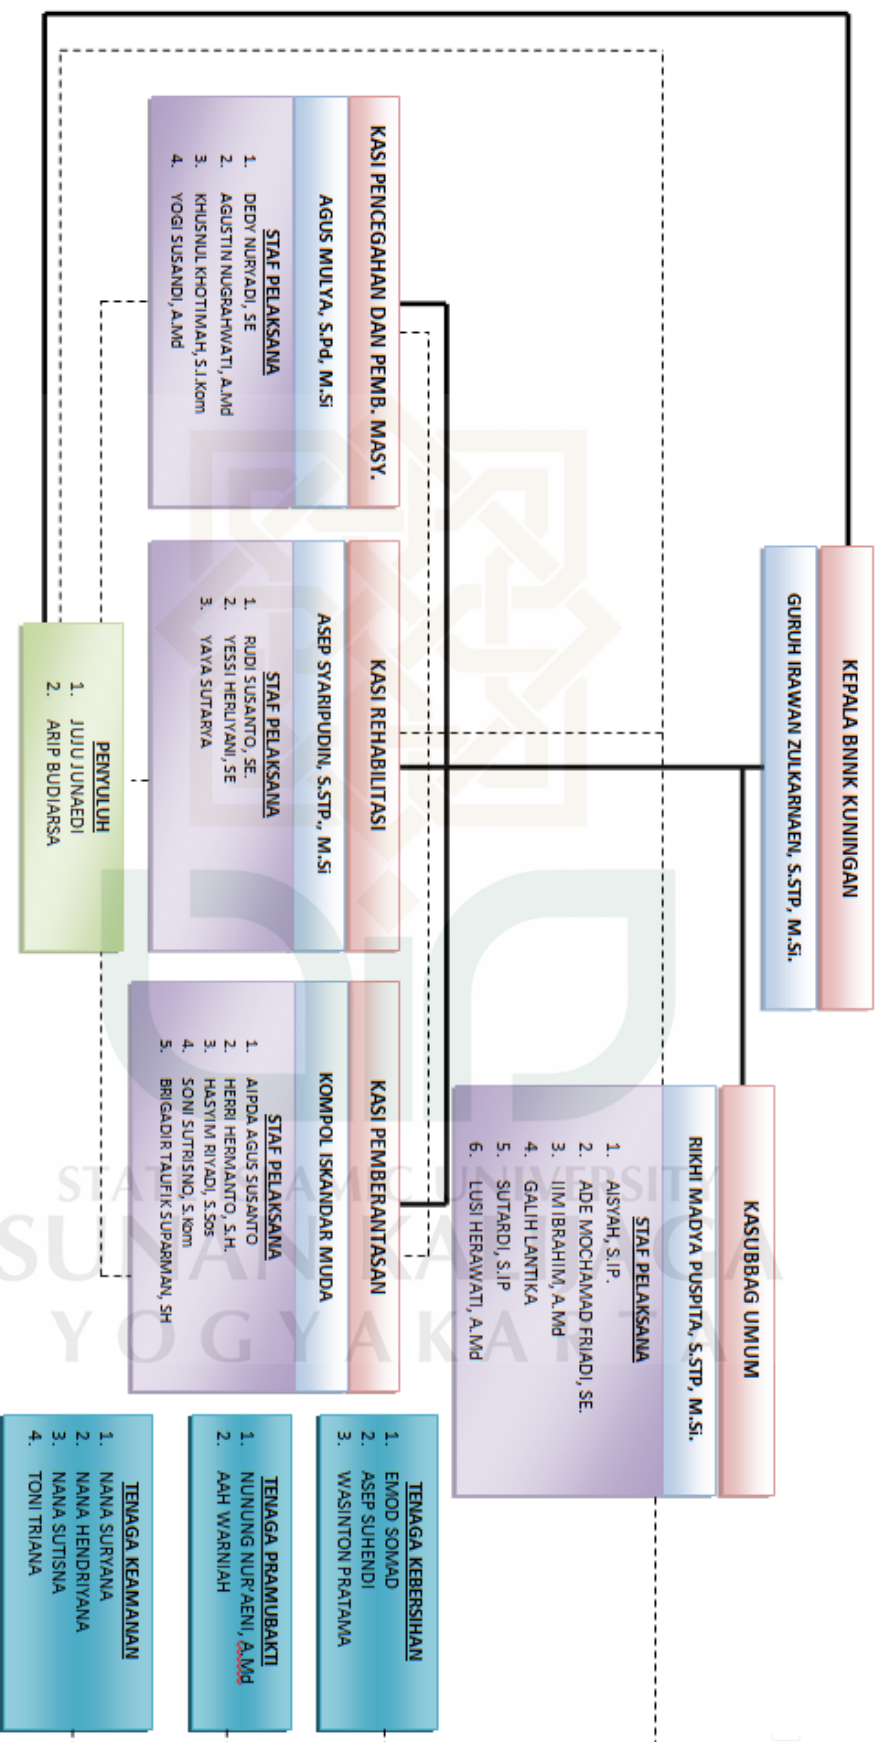 KEPALA BNNK KUNINGAN
GURUH IRAWAN ZULKARNAEN, S.STP, M.Si.
KASUBBAG UMUM
RIKHI MADYA PUSPITA, S.STP, M.Si.
STAF PELAKSANA
1. AISYAH, S.IP.
2. ADE MOCHAMAD FRIADI, SE.
3. IIM IBRAHIM, A.Md
4. GALIH LANTIKA
5. SUTARDI, S.IP
6. LUSI HERAWATI, A.Md
KASI PENCEGAHAN DAN PEMB. MASY.
AGUS MULYA, S.Pd, M.Si
STAF PELAKSANA
1. DEDY NURYADI, SE
2. AGUSTIN NUGRAHWATI, A.Md
3. KHUSNUL KHOTIMAH, S.I.Kom
4. YOGI SUSANDI, A.Md
KASI REHABILITASI
ASEP SYARIPUDIN, S.STP., M.Si
STAF PELAKSANA
1. RUDI SUSANTO, SE.
2. YESSI HERLIYANI, SE
3. YAYA SUTARYA
KASI PEMBERANTASAN
KOMPOL ISKANDAR MUDA
STAF PELAKSANA
1. AIPDA AGUS SUSANTO
2. HERRI HERMANTO, S.H.
3. HASYIM RIYADI, S.Sos
4. SONI SUTRISNO, S.Kom
5. BRIGADIR TAUFIK SUPARMAN, SH
PENYULUH
1. JUJU JUNAEDI
2. ARIP BUDIARSA
TENAGA KEBERSIHAN
1. EMOD SOMAD
2. ASEP SUHENDI
3. WASINTON PRATAMA
TENAGA PRAMUBAKTI
1. NUNUNG NUR'AENI, A.Md
2. AAH WARNIAH
TENAGA KEAMANAN
1. NANA SURYANA
2. NANA HENDRIYANA
3. NANA SUTISNA
4. TONI TRIANA
STATE ISLAMIC UNIVERSITY
SUNAN KALIJAGA
YOGYAKARTA